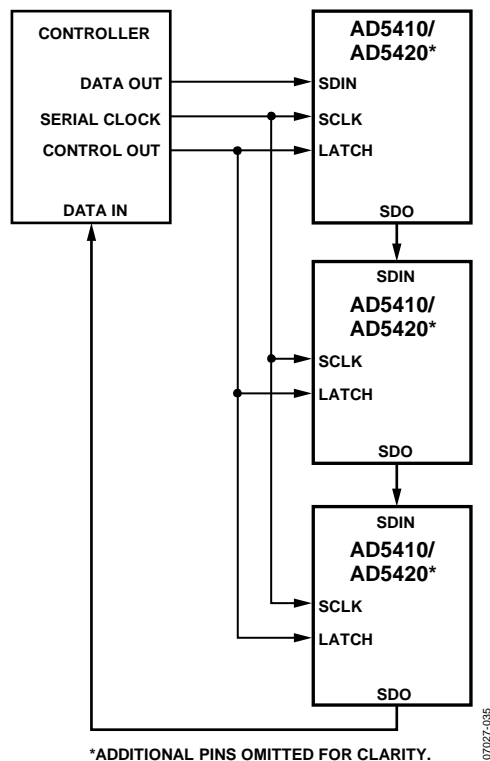 CONTROLLER
DATA OUT
SERIAL CLOCK
CONTROL OUT
DATA IN
AD5410/
AD5420*
SDIN
SCLK
LATCH
SDO
SDIN
AD5410/
AD5420*
SCLK
LATCH
SDO
SDIN
AD5410/
AD5420*
SCLK
LATCH
SDO
*ADDITIONAL PINS OMITTED FOR CLARITY.
07027-035